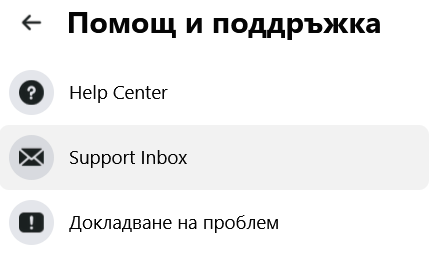 Помощ и поддръжка
Help Center
Support Inbox
Докладване на проблем